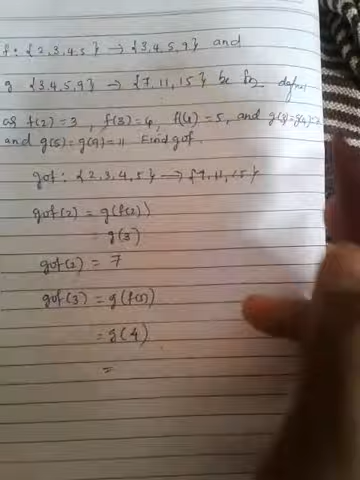 f: {2,3,4,5} → {3,4,5,9} and
g {3,4,5,9} → {7,11,15} be
as f(2)=3, f(3)=4, f(4)=5, and g(3)=g(4)=
and g(5)=g(9)=11 Find gof.
gof: {2,3,4,5} → {7,11,15}
gof(2) = g(f(2))
= g(3)
gof(2) = 7
gof(3) = g(f(3))
= g(4)
=